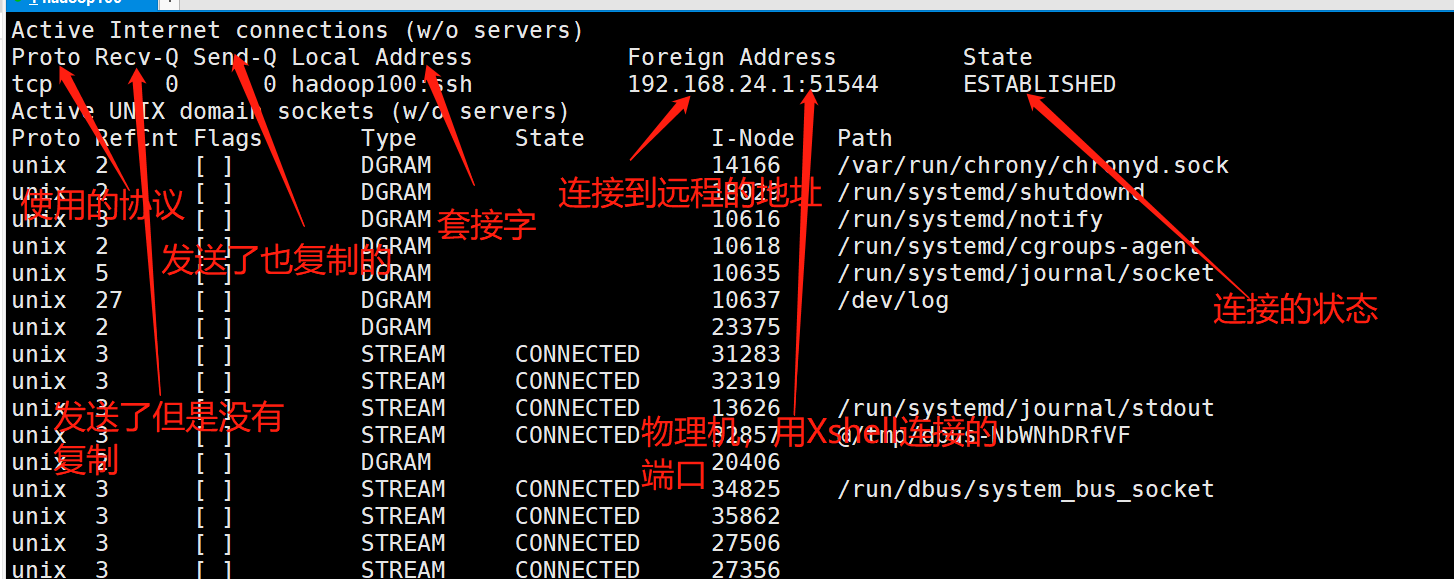 hadoop100
Active Internet connections (w/o servers)
Proto Recv-Q Send-Q Local Address Foreign Address State
tcp 0 0 hadoop100:ssh 192.168.24.1:51544 ESTABLISHED
Active UNIX domain sockets (w/o servers)
Proto RefCnt Flags Type State I-Node Path
unix 2 [ ] DGRAM 14166 /var/run/chrony/chronyd.sock
unix 2 [ ] DGRAM 18029 /run/systemd/shutdownd
unix 3 [ ] DGRAM 10616 /run/systemd/notify
unix 2 [ ] DGRAM 10618 /run/systemd/cgroups-agent
unix 5 [ ] DGRAM 10635 /run/systemd/journal/socket
unix 27 [ ] DGRAM 10637 /dev/log
unix 2 [ ] DGRAM 23375
unix 3 [ ] STREAM CONNECTED 31283
unix 3 [ ] STREAM CONNECTED 32319
unix 3 [ ] STREAM CONNECTED 13626 /run/systemd/journal/stdout
unix 3 [ ] STREAM CONNECTED 32857 @/tmp/dbus-NbWNhDRfVF
unix 2 [ ] DGRAM 20406
unix 3 [ ] STREAM CONNECTED 34825 /run/dbus/system_bus_socket
unix 3 [ ] STREAM CONNECTED 35862
unix 3 [ ] STREAM CONNECTED 27506
unix 3 [ ] STREAM CONNECTED 27356
使用的协议
发送了也复制的
套接字
连接到远程的地址
连接的状态
发送了但是没有
复制
物理机，用Xshell连接的
端口